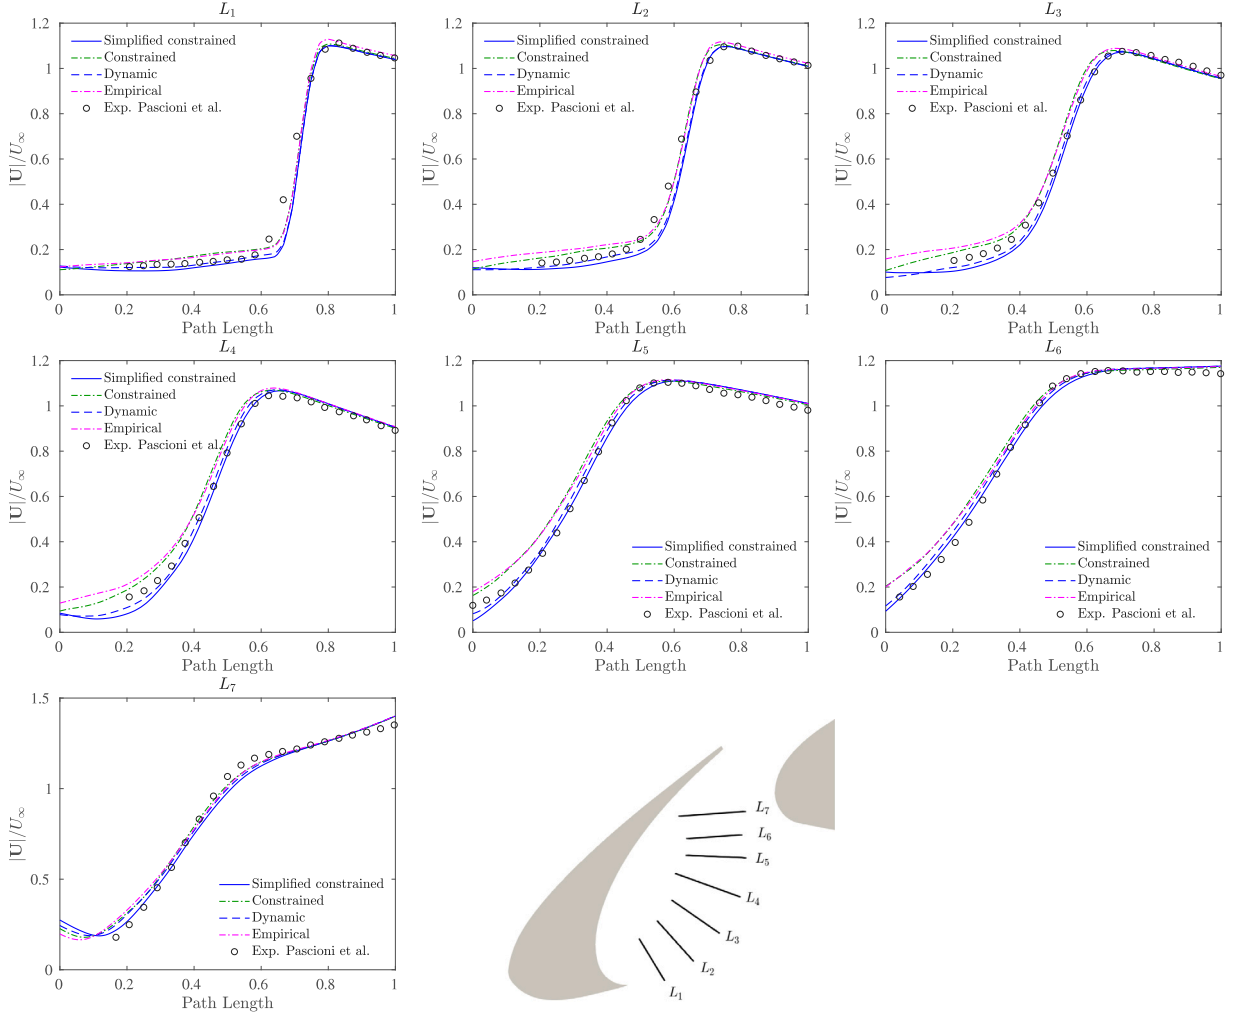 L₁
|U|/U∞
1.2
1
0.8
0.6
0.4
0.2
0
Simplified constrained
Constrained
Dynamic
Empirical
Exp. Pascioni et al.
0 0.2 0.4 0.6 0.8 1
Path Length
L₂
|U|/U∞
1.2
1
0.8
0.6
0.4
0.2
0
Simplified constrained
Constrained
Dynamic
Empirical
Exp. Pascioni et al.
0 0.2 0.4 0.6 0.8 1
Path Length
L₃
|U|/U∞
1.2
1
0.8
0.6
0.4
0.2
0
Simplified constrained
Constrained
Dynamic
Empirical
Exp. Pascioni et al.
0 0.2 0.4 0.6 0.8 1
Path Length
L₄
|U|/U∞
1.2
1
0.8
0.6
0.4
0.2
0
Simplified constrained
Constrained
Dynamic
Empirical
Exp. Pascioni et al.
0 0.2 0.4 0.6 0.8 1
Path Length
L₅
|U|/U∞
1.2
1
0.8
0.6
0.4
0.2
0
Simplified constrained
Constrained
Dynamic
Empirical
Exp. Pascioni et al.
0 0.2 0.4 0.6 0.8 1
Path Length
L₆
|U|/U∞
1.2
1
0.8
0.6
0.4
0.2
0
Simplified constrained
Constrained
Dynamic
Empirical
Exp. Pascioni et al.
0 0.2 0.4 0.6 0.8 1
Path Length
L₇
|U|/U∞
1.5
1
0.5
0
Simplified constrained
Constrained
Dynamic
Empirical
Exp. Pascioni et al.
0 0.2 0.4 0.6 0.8 1
Path Length
L₇
L₆
L₅
L₄
L₃
L₂
L₁